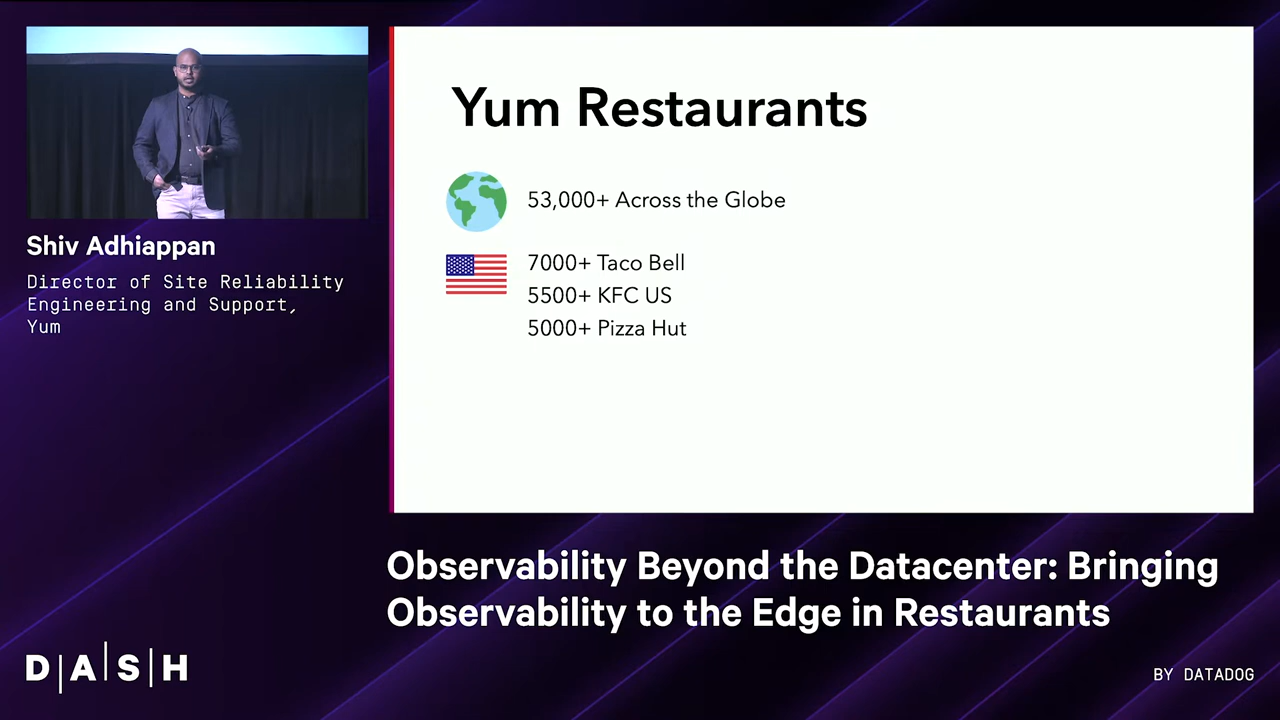 Yum Restaurants
53,000+ Across the Globe
7000+ Taco Bell
5500+ KFC US
5000+ Pizza Hut
Shiv Adhiappan
Director of Site Reliability
Engineering and Support,
Yum
Observability Beyond the Datacenter: Bringing
Observability to the Edge in Restaurants
D|A|S|H
BY DATADOG